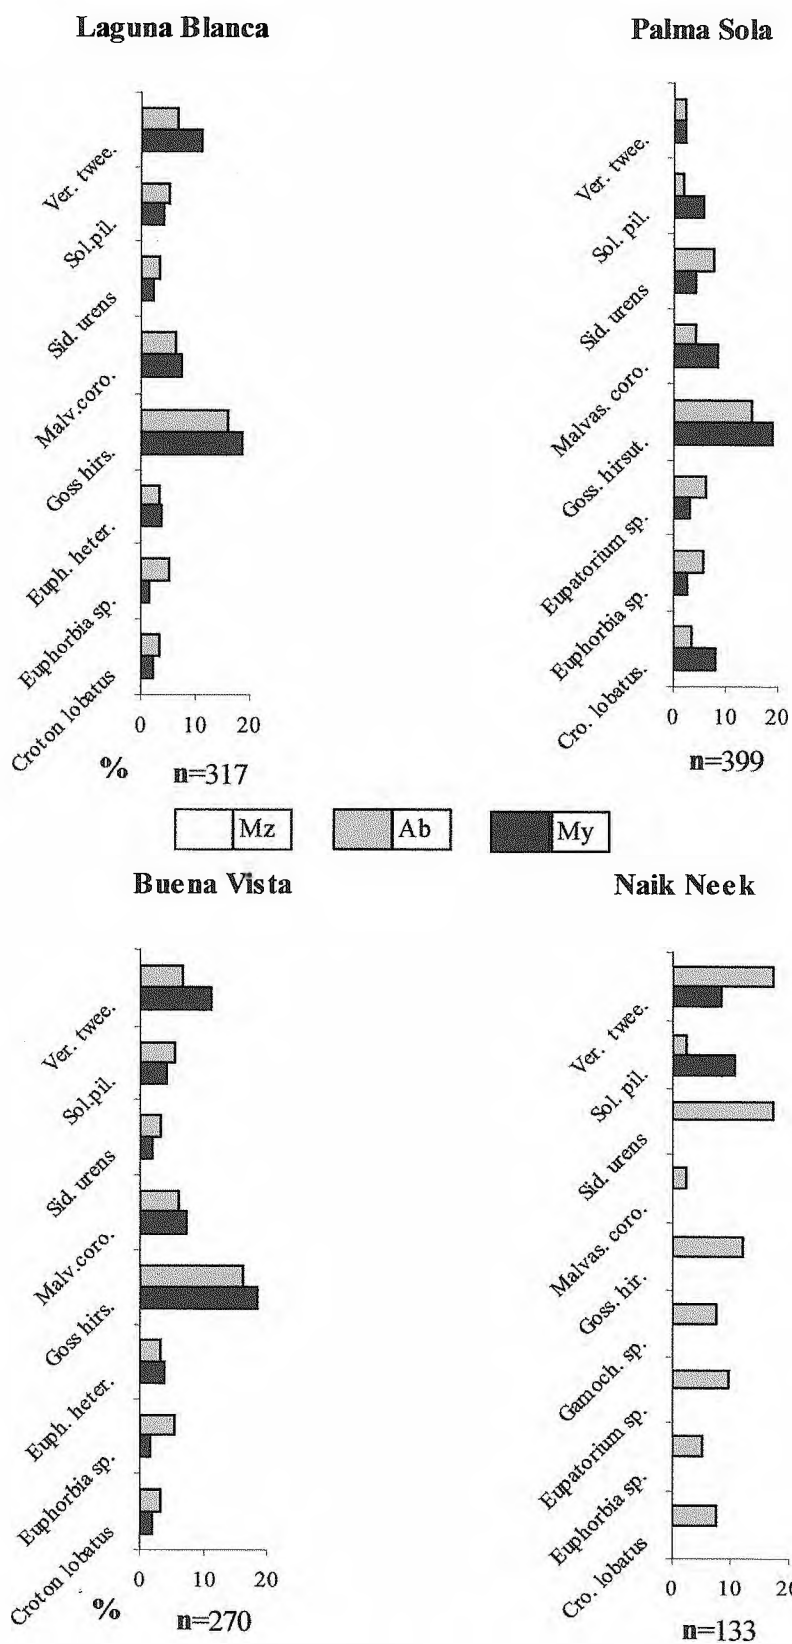 Laguna Blanca
Ver. twee.
Sol.pil.
Sid. urens
Malv.coro.
Goss hirs.
Euph. heter.
Euphorbia sp.
Croton lobatus
0 10 20
% n=317
Palma Sola
Ver. twee.
Sol. pil.
Sid. urens
Malvas. coro.
Goss. hirsut.
Eupatorium sp.
Euphorbia sp.
Cro. lobatus.
0 10 20
n=399
Mz Ab My
Buena Vista
Ver. twee.
Sol.pil.
Sid. urens
Malv.coro.
Goss hirs.
Euph. heter.
Euphorbia sp.
Croton lobatus
0 10 20
% n=270
Naik Neek
Ver. twee.
Sol. pil.
Sid. urens
Malvas. coro.
Goss. hir.
Gamoch. sp.
Eupatorium sp.
Euphorbia sp.
Cro. lobatus
0 10 20
n=133